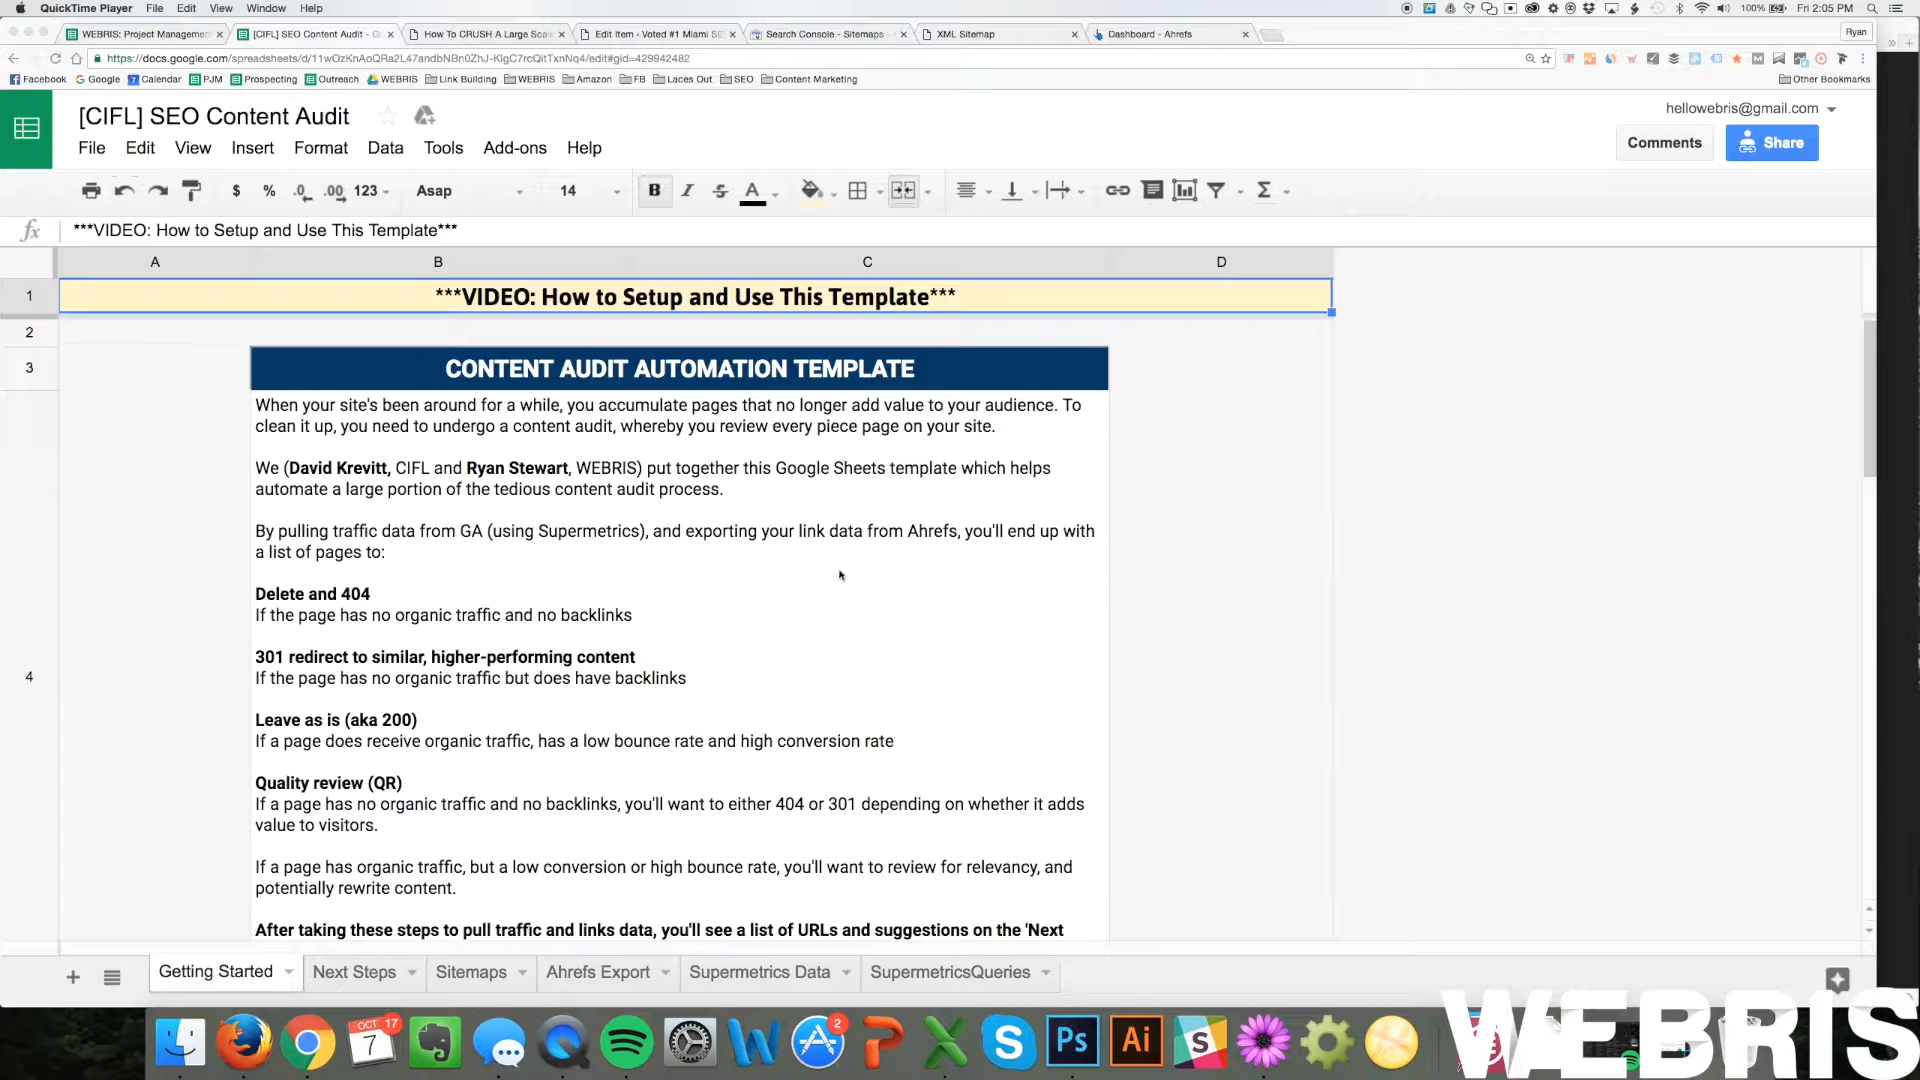 QuickTime Player File Edit View Window Help 100% Fri 2:05 PM
WEBRIS: Project Managemen [CIFL] SEO Content Audit - G How To CRUSH A Large Scal Edit Item ‹ Voted #1 Miami SE Search Console - Sitemaps - XML Sitemap Dashboard - Ahrefs Ryan
https://docs.google.com/spreadsheets/d/11wOzKnAoQRa2L47andbNBn0ZhJ-KlgC7rcQitTxnNq4/edit#gid=429942482
Facebook Google Calendar PJM Prospecting Outreach WEBRIS Link Building WEBRIS Amazon FB Laces Out SEO Content Marketing Other Bookmarks
[CIFL] SEO Content Audit
hellowebris@gmail.com
File Edit View Insert Format Data Tools Add-ons Help
Comments Share
$ % .0 .00 123 Asap 14 B I S A Σ
fx ***VIDEO: How to Setup and Use This Template***
A B C D
1 ***VIDEO: How to Setup and Use This Template***
2
3 CONTENT AUDIT AUTOMATION TEMPLATE
When your site's been around for a while, you accumulate pages that no longer add value to your audience. To
clean it up, you need to undergo a content audit, whereby you review every piece page on your site.
We (David Krevitt, CIFL and Ryan Stewart, WEBRIS) put together this Google Sheets template which helps
automate a large portion of the tedious content audit process.
By pulling traffic data from GA (using Supermetrics), and exporting your link data from Ahrefs, you'll end up with
a list of pages to:
Delete and 404
If the page has no organic traffic and no backlinks
301 redirect to similar, higher-performing content
4
If the page has no organic traffic but does have backlinks
Leave as is (aka 200)
If a page does receive organic traffic, has a low bounce rate and high conversion rate
Quality review (QR)
If a page has no organic traffic and no backlinks, you'll want to either 404 or 301 depending on whether it adds
value to visitors.
If a page has organic traffic, but a low conversion or high bounce rate, you'll want to review for relevancy, and
potentially rewrite content.
After taking these steps to pull traffic and links data, you'll see a list of URLs and suggestions on the 'Next
Getting Started Next Steps Sitemaps Ahrefs Export Supermetrics Data SupermetricsQueries
OCT 17
7
2
Ps Ai S
WEBRIS